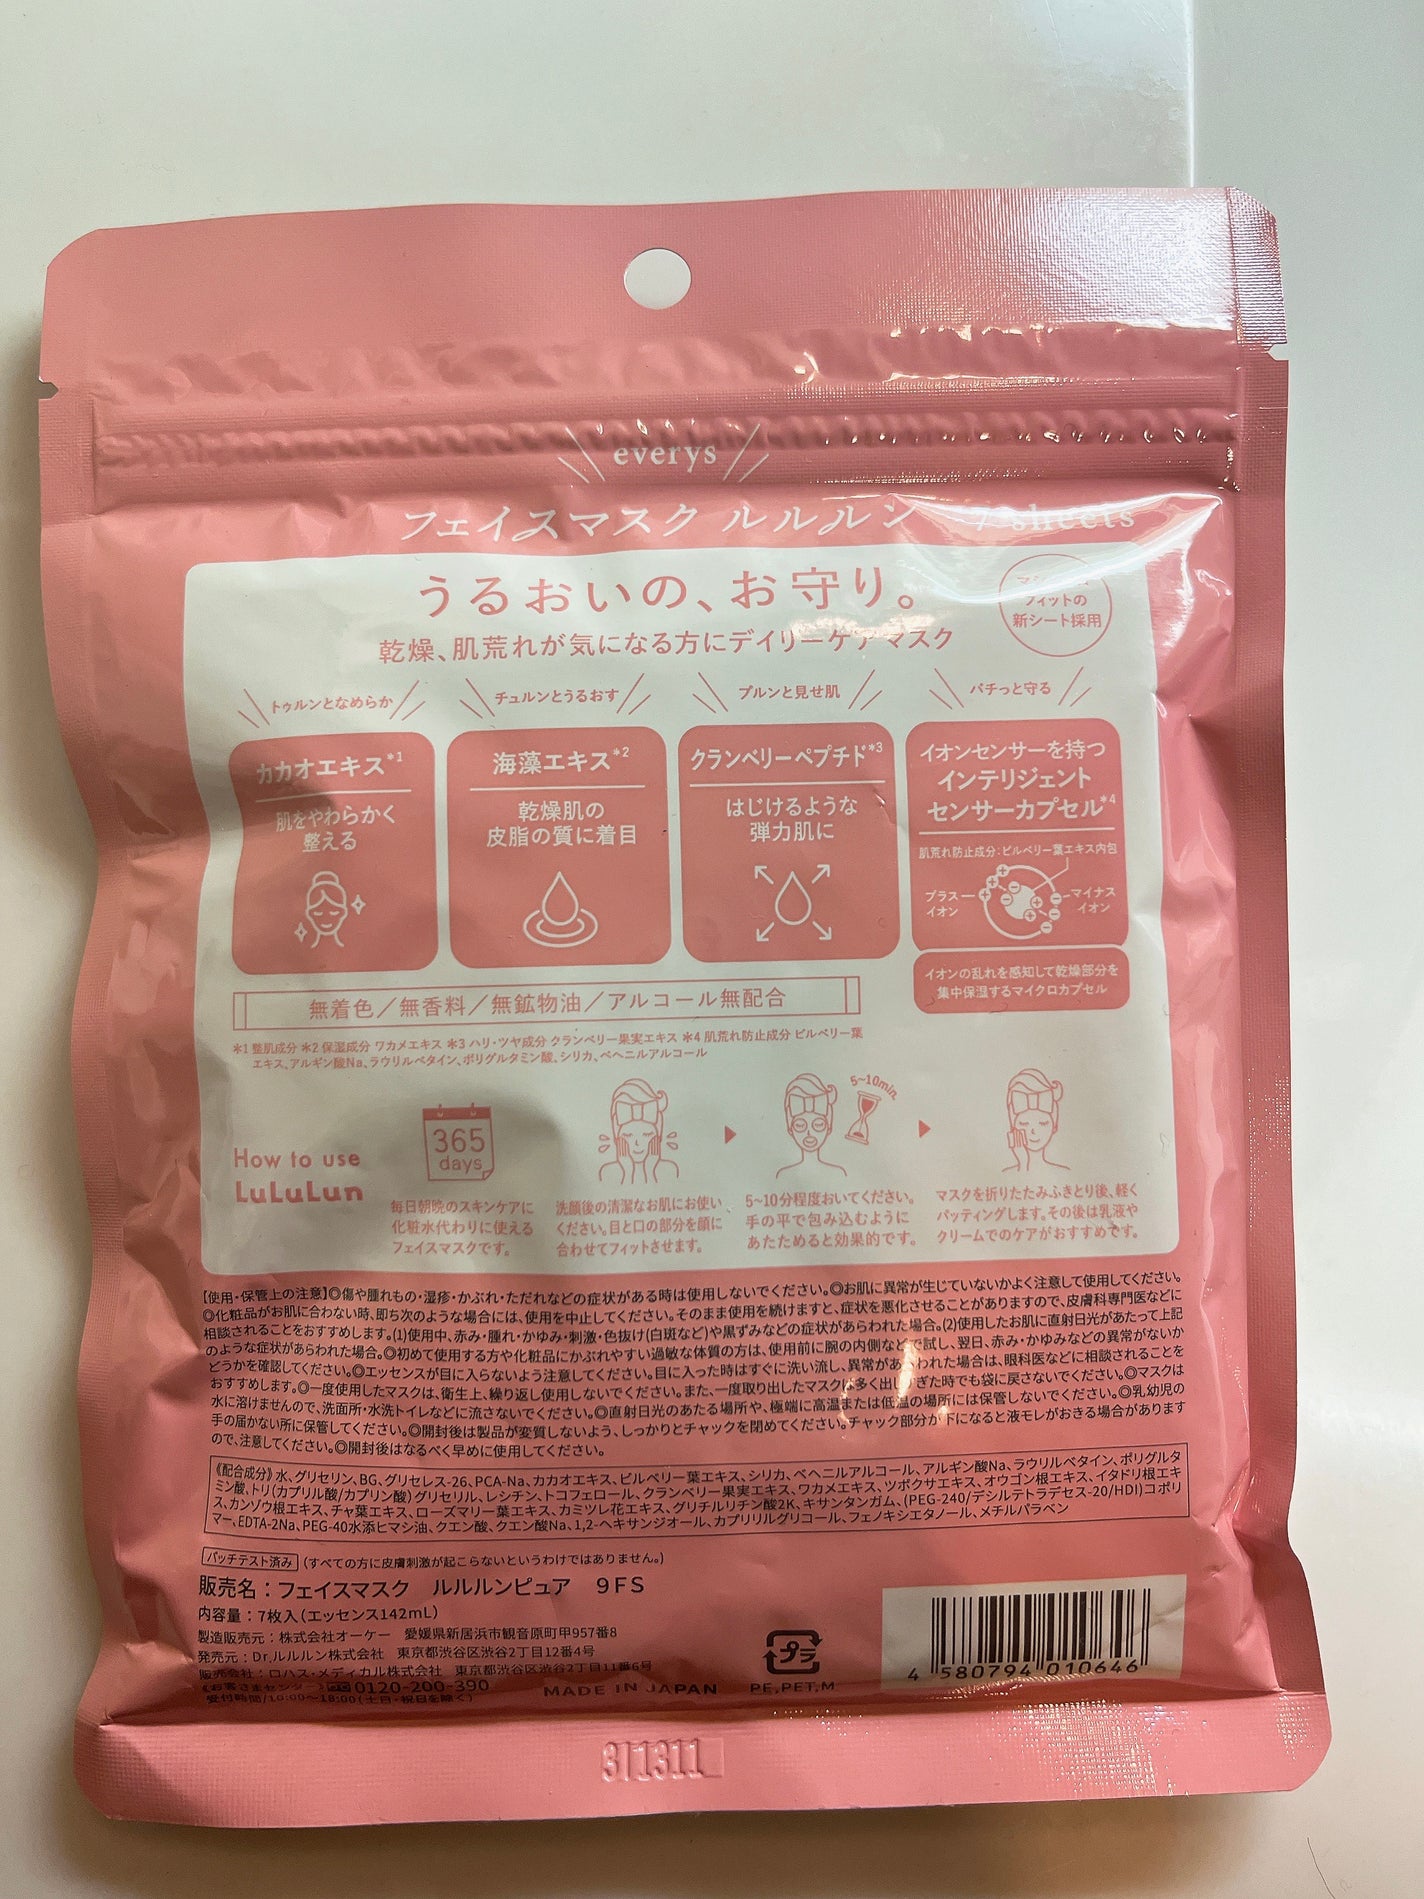 everys
フェイスマスク ルルルン 7 sheets
うるおいの、お守り。
フィットの
新シート採用
乾燥、肌荒れが気になる方にデイリーケアマスク
トゥルンとなめらか
カカオエキス*1
肌をやわらかく
整える
チュルンとうるおす
海藻エキス*2
乾燥肌の
皮脂の質に着目
プルンと見せ肌
クランベリーペプチド*3
はじけるような
弾力肌に
バチっと守る
イオンセンサーを持つ
インテリジェント
センサーカプセル*4
肌荒れ防止成分:ビルベリー葉エキス内包
プラス
イオン
マイナス
イオン
イオンの乱れを感知して乾燥部分を
集中保湿するマイクロカプセル
無着色/無香料/無鉱物油/アルコール無配合
*1 整肌成分 *2 保湿成分 ワカメエキス *3 ハリ・ツヤ成分 クランベリー果実エキス *4 肌荒れ防止成分 ビルベリー葉
エキス、アルギン酸Na、ラウリルベタイン、ポリグルタミン酸、シリカ、ベヘニルアルコール
How to use
LuLuLun
365
days
毎日朝晩のスキンケアに
化粧水代わりに使える
フェイスマスクです。
洗顔後の清潔なお肌にお使い
ください。目と口の部分を顔に
合わせてフィットさせます。
5~10min.
5~10分程度おいてください。
手の平で包み込むように
あたためると効果的です。
マスクを折りたたみふきとり後、軽く
パッティングします。その後は乳液や
クリームでのケアがおすすめです。
【使用・保管上の注意】◎傷や腫れもの・湿疹・かぶれ・ただれなどの症状がある時は使用しないでください。◎お肌に異常が生じていないかよく注意して使用してください。
◎化粧品がお肌に合わない時、即ち次のような場合には、使用を中止してください。そのまま使用を続けますと、症状を悪化させることがありますので、皮膚科専門医などに
相談されることをおすすめします。(1)使用中、赤み・腫れ・かゆみ・刺激・色抜け(白斑など)や黒ずみなどの症状があらわれた場合。(2)使用したお肌に直射日光があたって上記
のような症状があらわれた場合。◎初めて使用する方や化粧品にかぶれやすい過敏な体質の方は、使用前に腕の内側などで試し、翌日、赤み・かゆみなどの異常がないか
どうかを確認してください。◎エッセンスが目に入らないよう注意してください。目に入った時はすぐに洗い流し、異常があらわれた場合は、眼科医などに相談されることを
おすすめします。◎一度使用したマスクは、衛生上、繰り返し使用しないでください。また、一度取り出したマスクは多く出しすぎた時でも袋に戻さないでください。◎マスクは
水に溶けませんので、洗面所・水洗トイレなどに流さないでください。◎直射日光のあたる場所や、極端に高温または低温の場所には保管しないでください。◎乳幼児の
手の届かない所に保管してください。◎開封後は製品が変質しないよう、しっかりとチャックを閉めてください。チャック部分が下になると液モレがおきる場合があります
ので、注意してください。◎開封後はなるべく早めに使用してください。
《配合成分》水、グリセリン、BG、グリセレス-26、PCA-Na、カカオエキス、ビルベリー葉エキス、シリカ、ベヘニルアルコール、アルギン酸Na、ラウリルベタイン、ポリグルタ
ミン酸、トリ(カプリル酸/カプリン酸)グリセリル、レシチン、トコフェロール、クランベリー果実エキス、ワカメエキス、ツボクサエキス、オウゴン根エキス、イタドリ根エキ
ス、カンゾウ根エキス、チャ葉エキス、ローズマリー葉エキス、カミツレ花エキス、グリチルリチン酸2K、キサンタンガム、(PEG-240/デシルテトラデセス-20/HDI)コポリ
マー、EDTA-2Na、PEG-40水添ヒマシ油、クエン酸、クエン酸Na、1,2-ヘキサンジオール、カプリリルグリコール、フェノキシエタノール、メチルパラベン
パッチテスト済み (すべての方に皮膚刺激が起こらないというわけではありません。)
販売名:フェイスマスク ルルルンピュア 9FS
内容量:7枚入(エッセンス142mL)
製造販売元:株式会社オーケー 愛媛県新居浜市観音原町甲957番8
発売元:Dr.ルルルン株式会社 東京都渋谷区渋谷2丁目12番4号
販売会社:ロハス・メディカル株式会社 東京都渋谷区渋谷2丁目11番6号
《お客さまセンター》0120-200-390
受付時間/10:00~18:00(土日・祝日を除く)
MADE IN JAPAN
プラ
PE,PET,M
4 580794 010646
3I1311